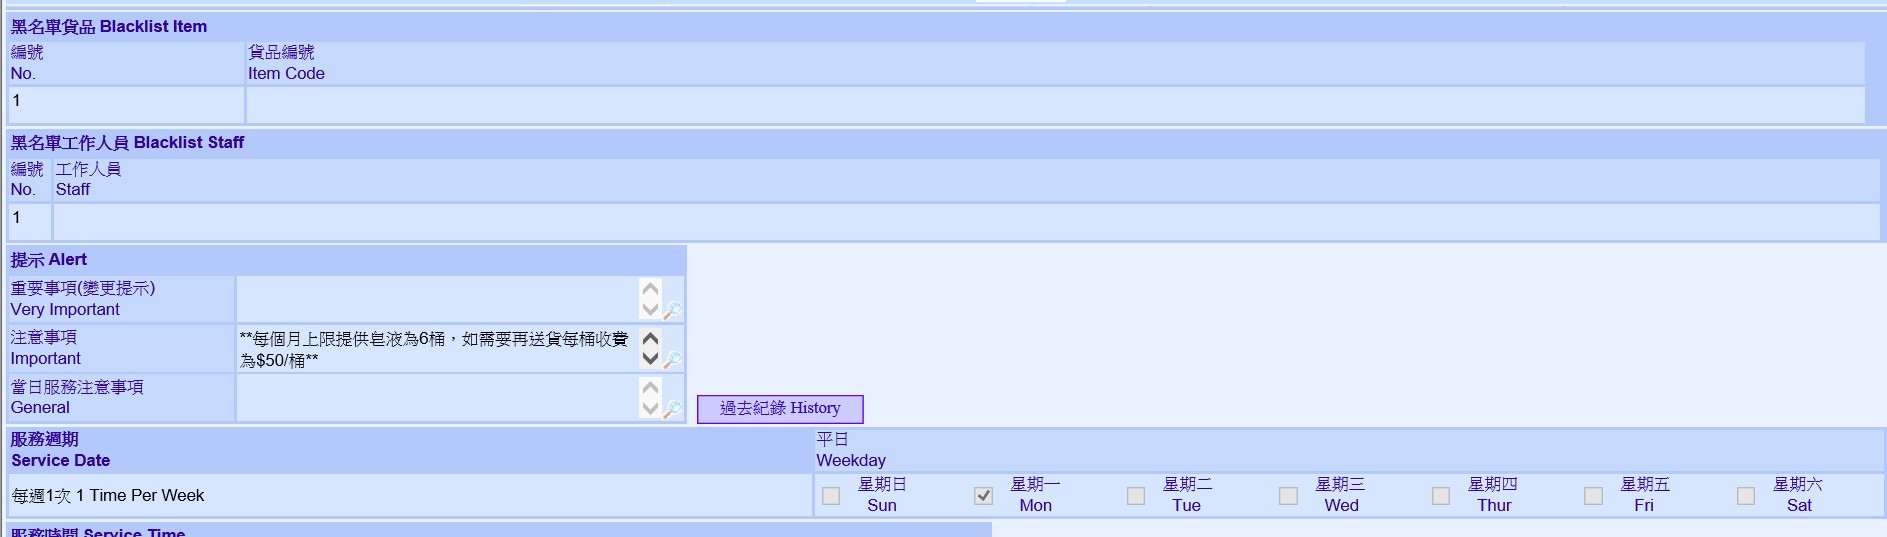 黑名單貨品 Blacklist Item
編號 貨品編號
No. Item Code
1
黑名單工作人員 Blacklist Staff
編號 工作人員
No. Staff
1
提示 Alert
重要事項(變更提示)
Very Important
注意事項
Important
**每個月上限提供皂液為6桶，如需要再送貨每桶收費
為$50/桶**
當日服務注意事項
General
過去紀錄 History
服務週期 平日
Service Date Weekday
每週1次 1 Time Per Week
星期日 星期一 星期二 星期三 星期四 星期五 星期六
Sun Mon Tue Wed Thur Fri Sat
服務時間 Service Time